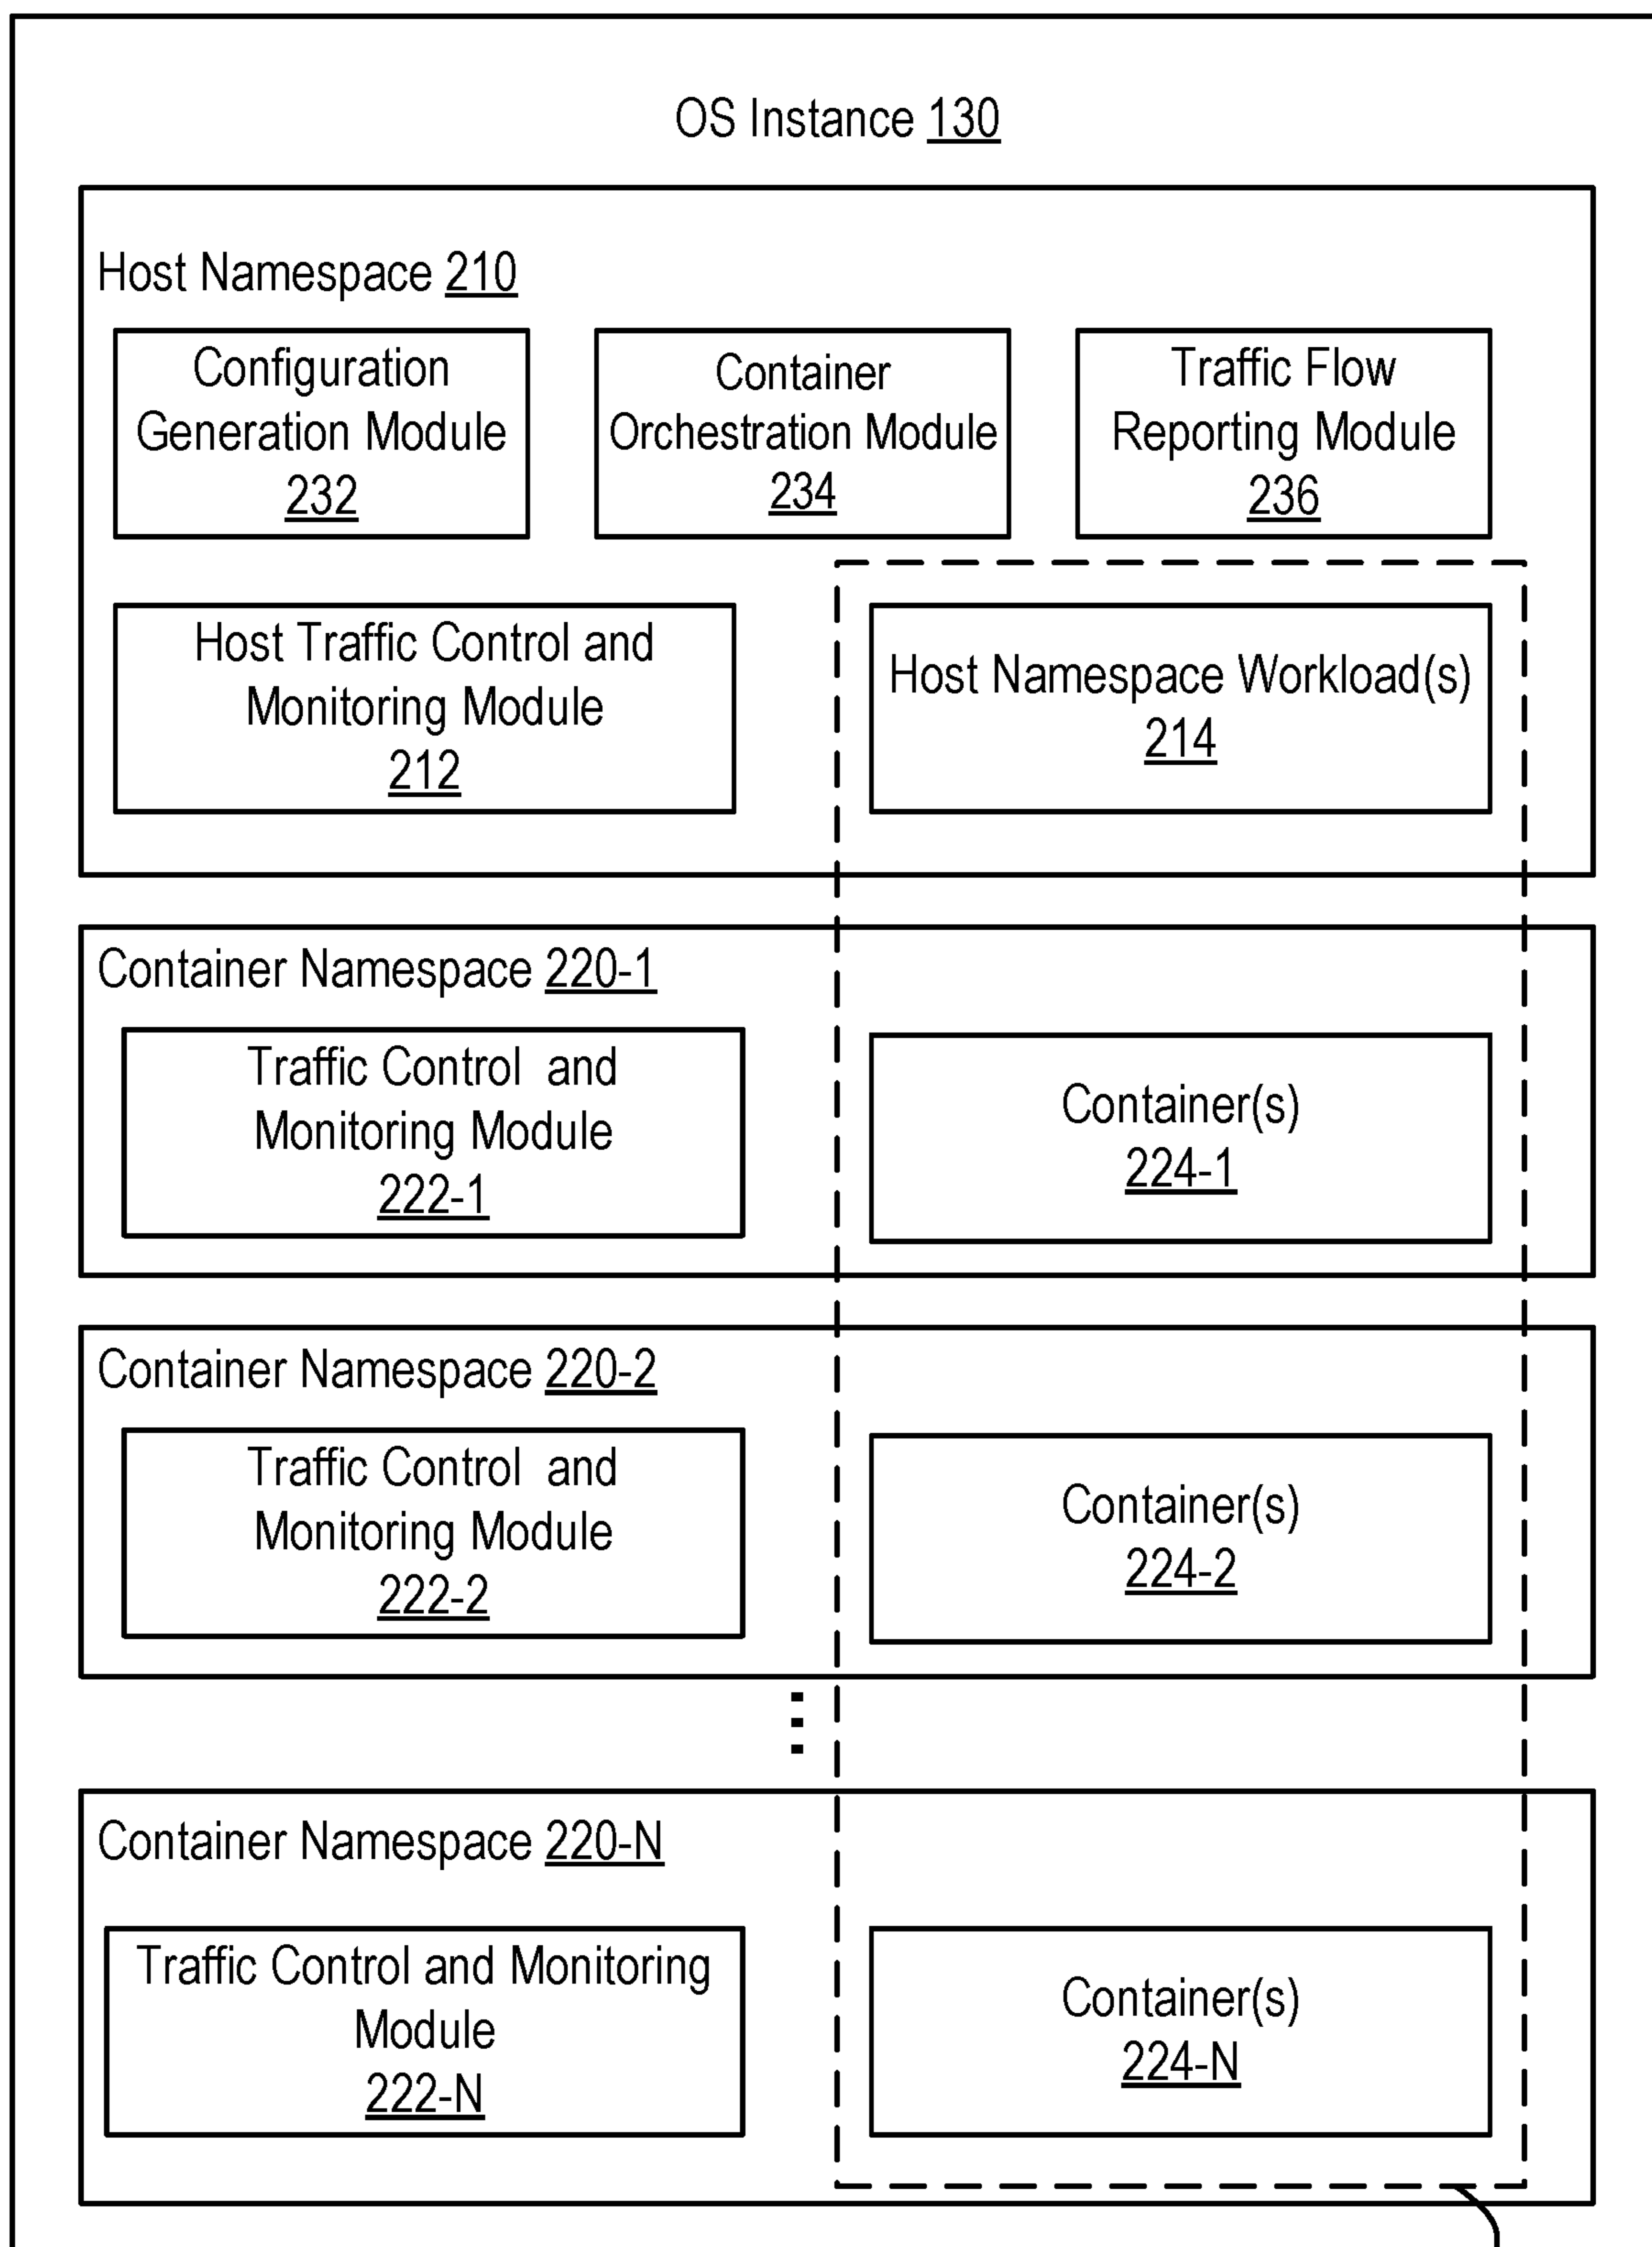 OS Instance 130
Host Namespace 210
Configuration
Generation Module
232
Container
Orchestration Module
234
Traffic Flow
Reporting Module
236
Host Traffic Control and
Monitoring Module
212
Host Namespace Workload(s)
214
Container Namespace 220-1
Traffic Control and
Monitoring Module
222-1
Container(s)
224-1
Container Namespace 220-2
Traffic Control and
Monitoring Module
222-2
Container(s)
224-2
Container Namespace 220-N
Traffic Control and Monitoring
Module
222-N
Container(s)
224-N